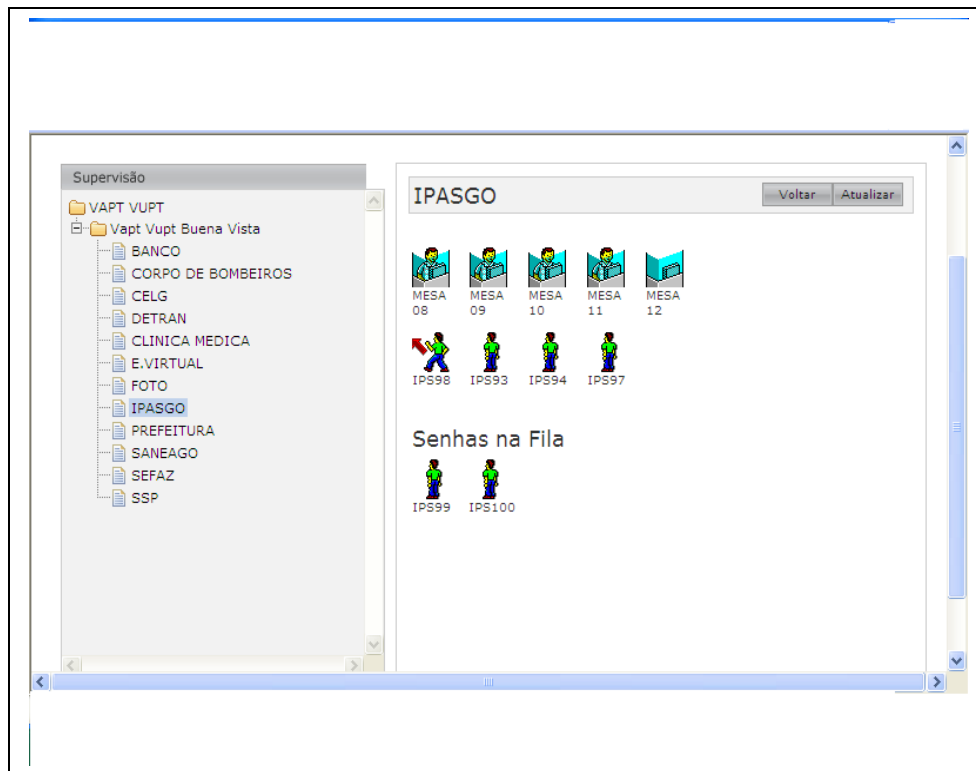 Supervisão
VAPT VUPT
Vapt Vupt Buena Vista
BANCO
CORPO DE BOMBEIROS
CELG
DETRAN
CLINICA MEDICA
E.VIRTUAL
FOTO
IPASGO
PREFEITURA
SANEAGO
SEFAZ
SSP
IPASGO
Voltar Atualizar
MESA 08 MESA 09 MESA 10 MESA 11 MESA 12
IPS98 IPS93 IPS94 IPS97
Senhas na Fila
IPS99 IPS100